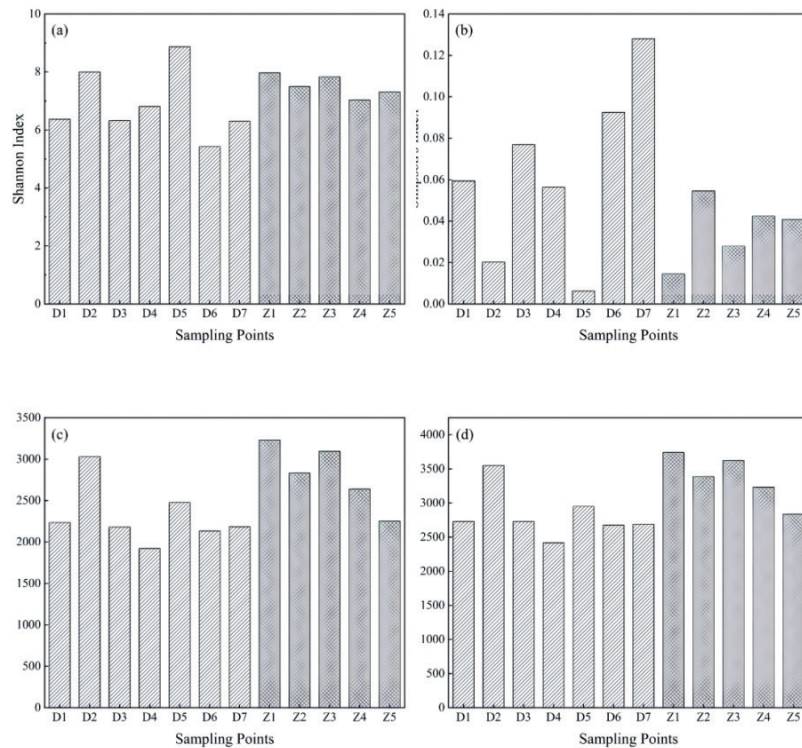 (a)
Shannon Index
10
8
6
4
2
0
D1 D2 D3 D4 D5 D6 D7 Z1 Z2 Z3 Z4 Z5
Sampling Points
(b)
Index
0.14
0.12
0.10
0.08
0.06
0.04
0.02
0.00
D1 D2 D3 D4 D5 D6 D7 Z1 Z2 Z3 Z4 Z5
Sampling Points
(c)
3500
3000
2500
2000
1500
1000
500
0
D1 D2 D3 D4 D5 D6 D7 Z1 Z2 Z3 Z4 Z5
Sampling Points
(d)
4000
3500
3000
2500
2000
1500
1000
500
0
D1 D2 D3 D4 D5 D6 D7 Z1 Z2 Z3 Z4 Z5
Sampling Points